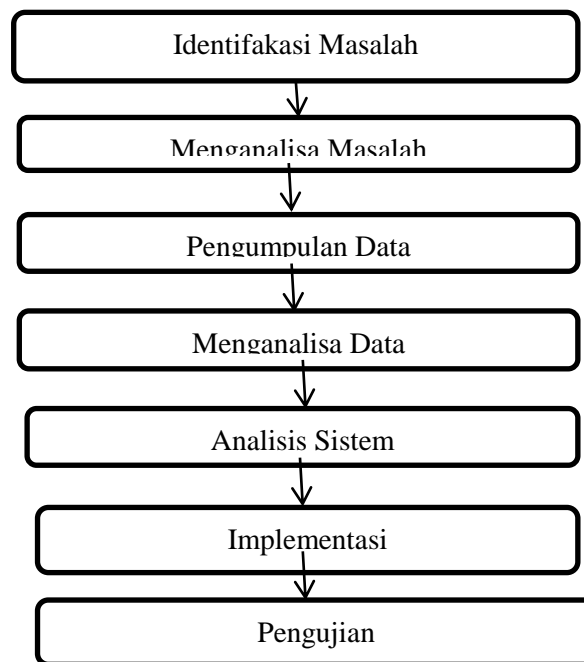 Identifakasi Masalah
Menganalisa Masalah
Pengumpulan Data
Menganalisa Data
Analisis Sistem
Implementasi
Pengujian